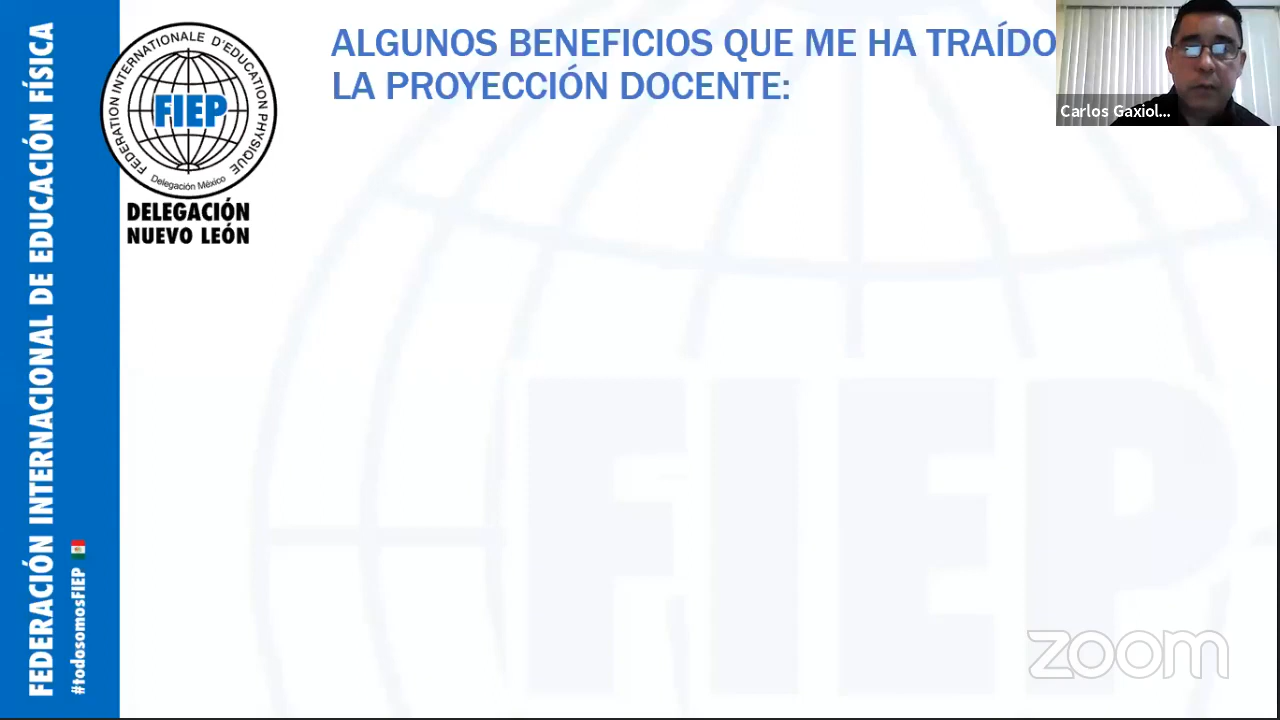 FEDERACIÓN INTERNACIONAL DE EDUCACIÓN FÍSICA
#todosomosFIEP
FEDERATION INTERNATIONALE D'EDUCATION PHYSIQUE
FIEP
Delegación México
DELEGACIÓN
NUEVO LEÓN
ALGUNOS BENEFICIOS QUE ME HA TRAÍDO
LA PROYECCIÓN DOCENTE:
Carlos Gaxiol...
FIEP
zoom